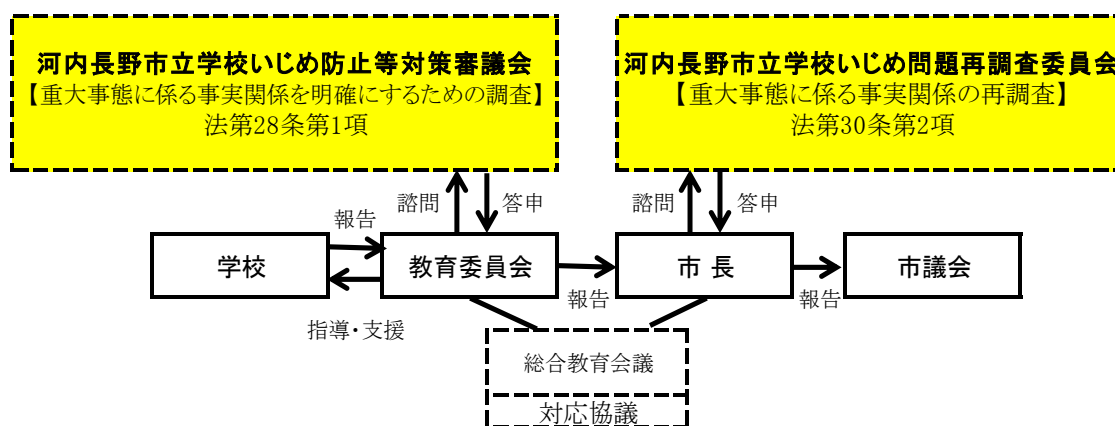 河内長野市立学校いじめ防止等対策審議会
【重大事態に係る事実関係を明確にするための調査】
法第28条第1項
河内長野市立学校いじめ問題再調査委員会
【重大事態に係る事実関係の再調査】
法第30条第2項
諮問
答申
諮問
答申
報告
学校
教育委員会
市 長
市議会
報告
報告
指導・支援
総合教育会議
対応協議